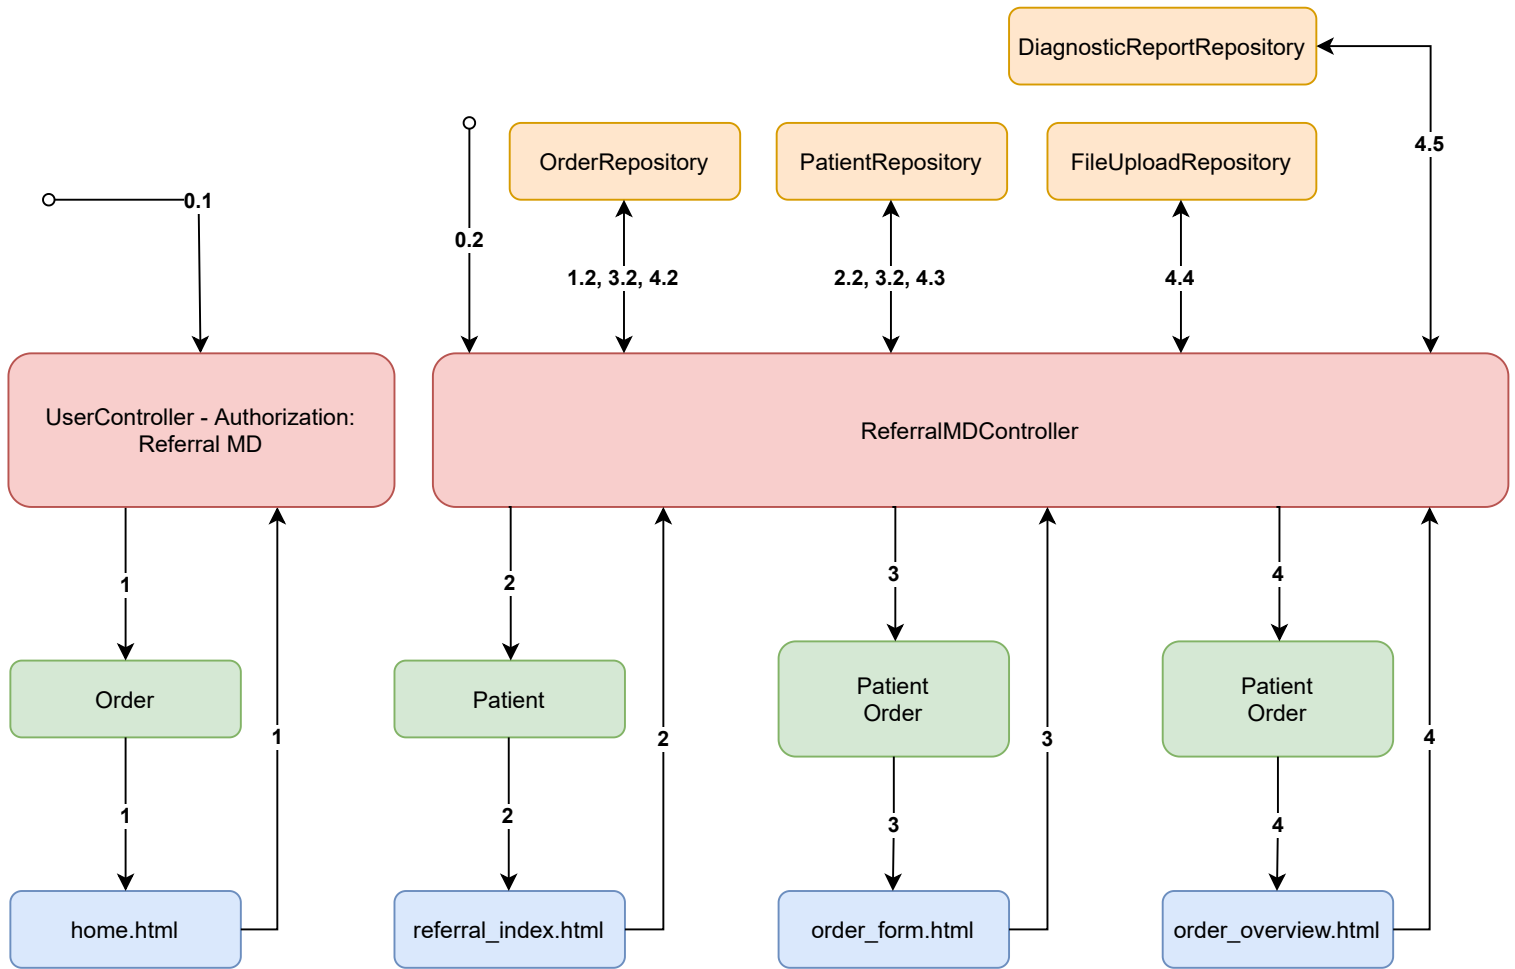 DiagnosticReportRepository
OrderRepository
PatientRepository
FileUploadRepository
4.5
0.1
0.2
1.2, 3.2, 4.2
2.2, 3.2, 4.3
4.4
UserController - Authorization:
Referral MD
ReferralMDController
1
2
3
4
Order
Patient
Patient
Order
Patient
Order
1
2
3
4
1
2
3
4
home.html
referral_index.html
order_form.html
order_overview.html